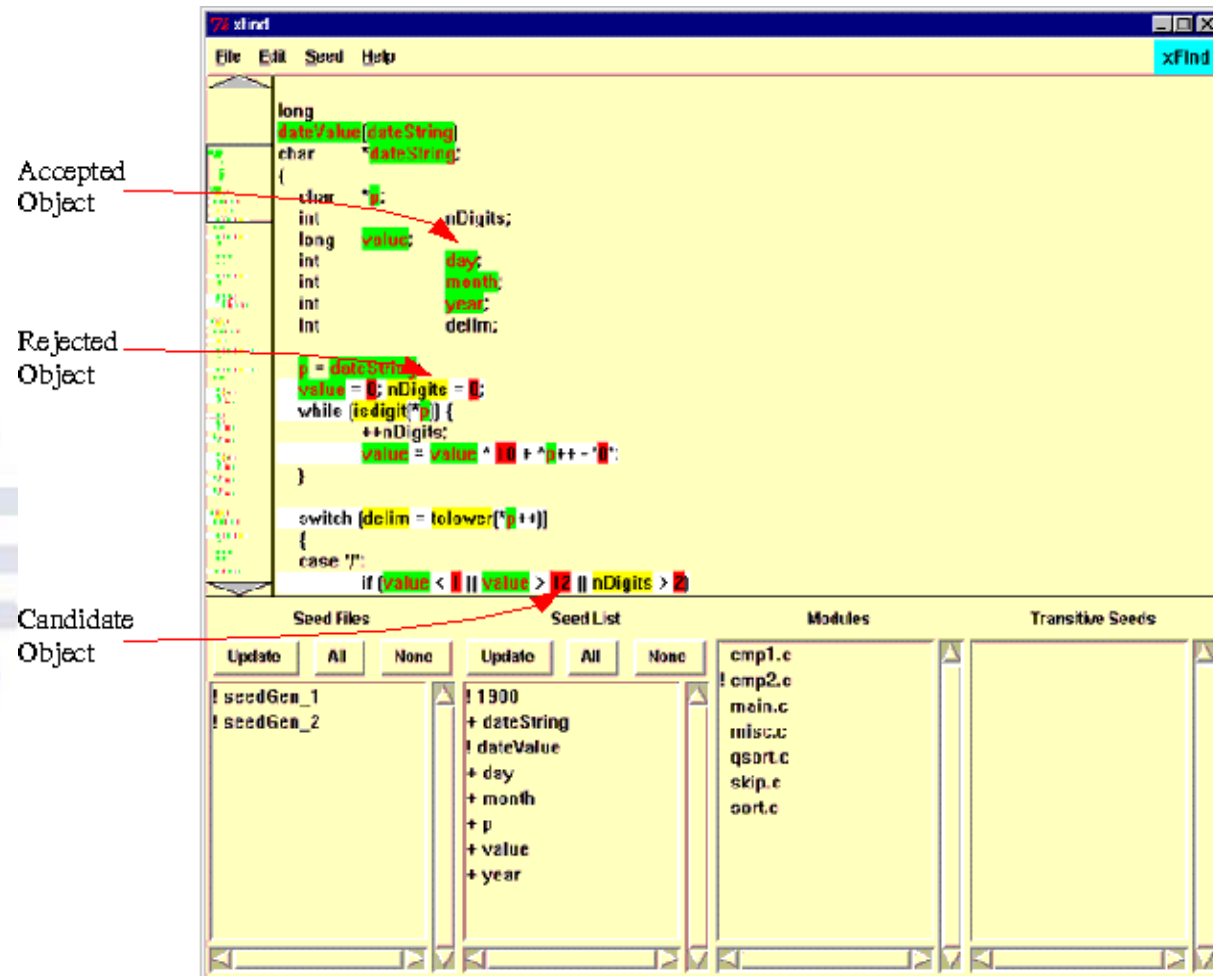 xfind
File Edit Seed Help
xFind
long
dateValue(dateString)
char *dateString;
{
char *p;
int nDigits;
long value;
int day;
int month;
int year;
int delim;
p = dateString;
value = 0; nDigits = 0;
while (isdigit(*p)) {
++nDigits;
value = value * 10 + *p++ - '0';
}
switch (delim = tolower(*p++))
{
case '/':
if (value < 1 || value > 12 || nDigits > 2)
Accepted
Object
Rejected
Object
Candidate
Object
Seed Files
Update All None
! seedGen_1
! seedGen_2
Seed List
Update All None
! 1900
+ dateString
! dateValue
+ day
+ month
+ p
+ value
+ year
Modules
cmp1.c
! cmp2.c
main.c
misc.c
qsort.c
skip.c
sort.c
Transitive Seeds